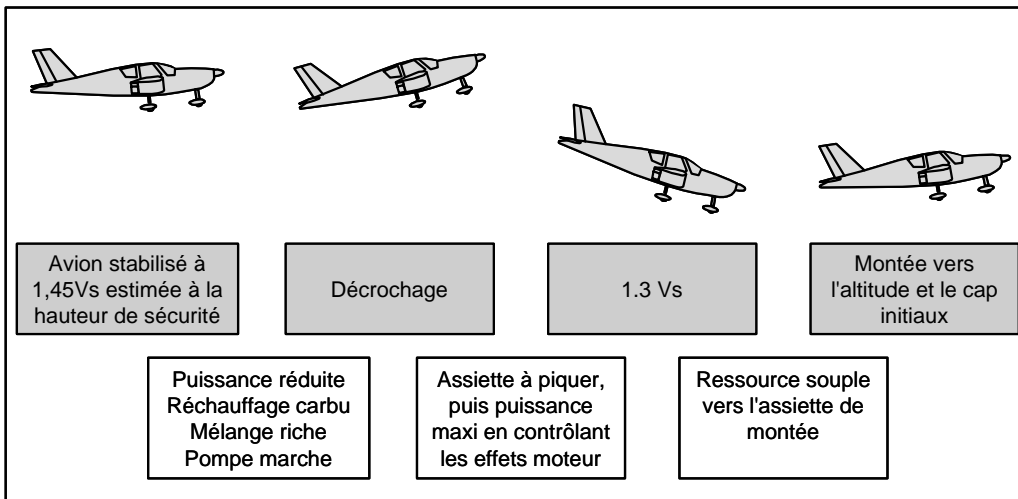 Avion stabilisé à
1,45Vs estimée à la
hauteur de sécurité
Décrochage
1.3 Vs
Montée vers
l'altitude et le cap
initiaux
Puissance réduite
Réchauffage carbu
Mélange riche
Pompe marche
Assiette à piquer,
puis puissance
maxi en contrôlant
les effets moteur
Ressource souple
vers l'assiette de
montée